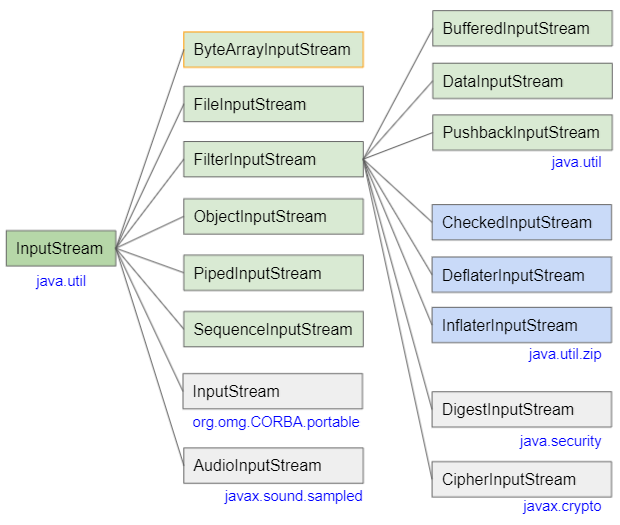 InputStream
java.util
ByteArrayInputStream
FileInputStream
FilterInputStream
ObjectInputStream
PipedInputStream
SequenceInputStream
InputStream
org.omg.CORBA.portable
AudioInputStream
javax.sound.sampled
BufferedInputStream
DataInputStream
PushbackInputStream
java.util
CheckedInputStream
DeflaterInputStream
InflaterInputStream
java.util.zip
DigestInputStream
java.security
CipherInputStream
javax.crypto